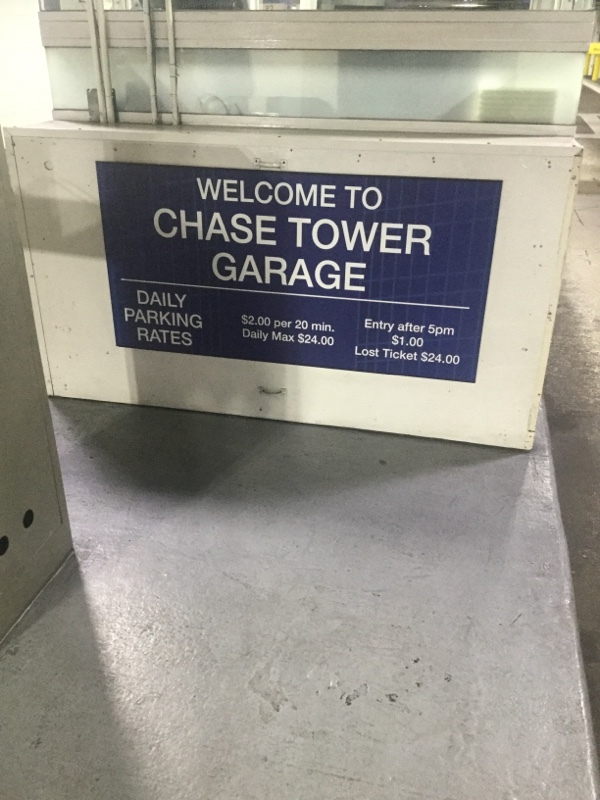 WELCOME TO
CHASE TOWER
GARAGE
DAILY
PARKING
RATES
$2.00 per 20 min.
Daily Max $24.00
Entry after 5pm
$1.00
Lost Ticket $24.00